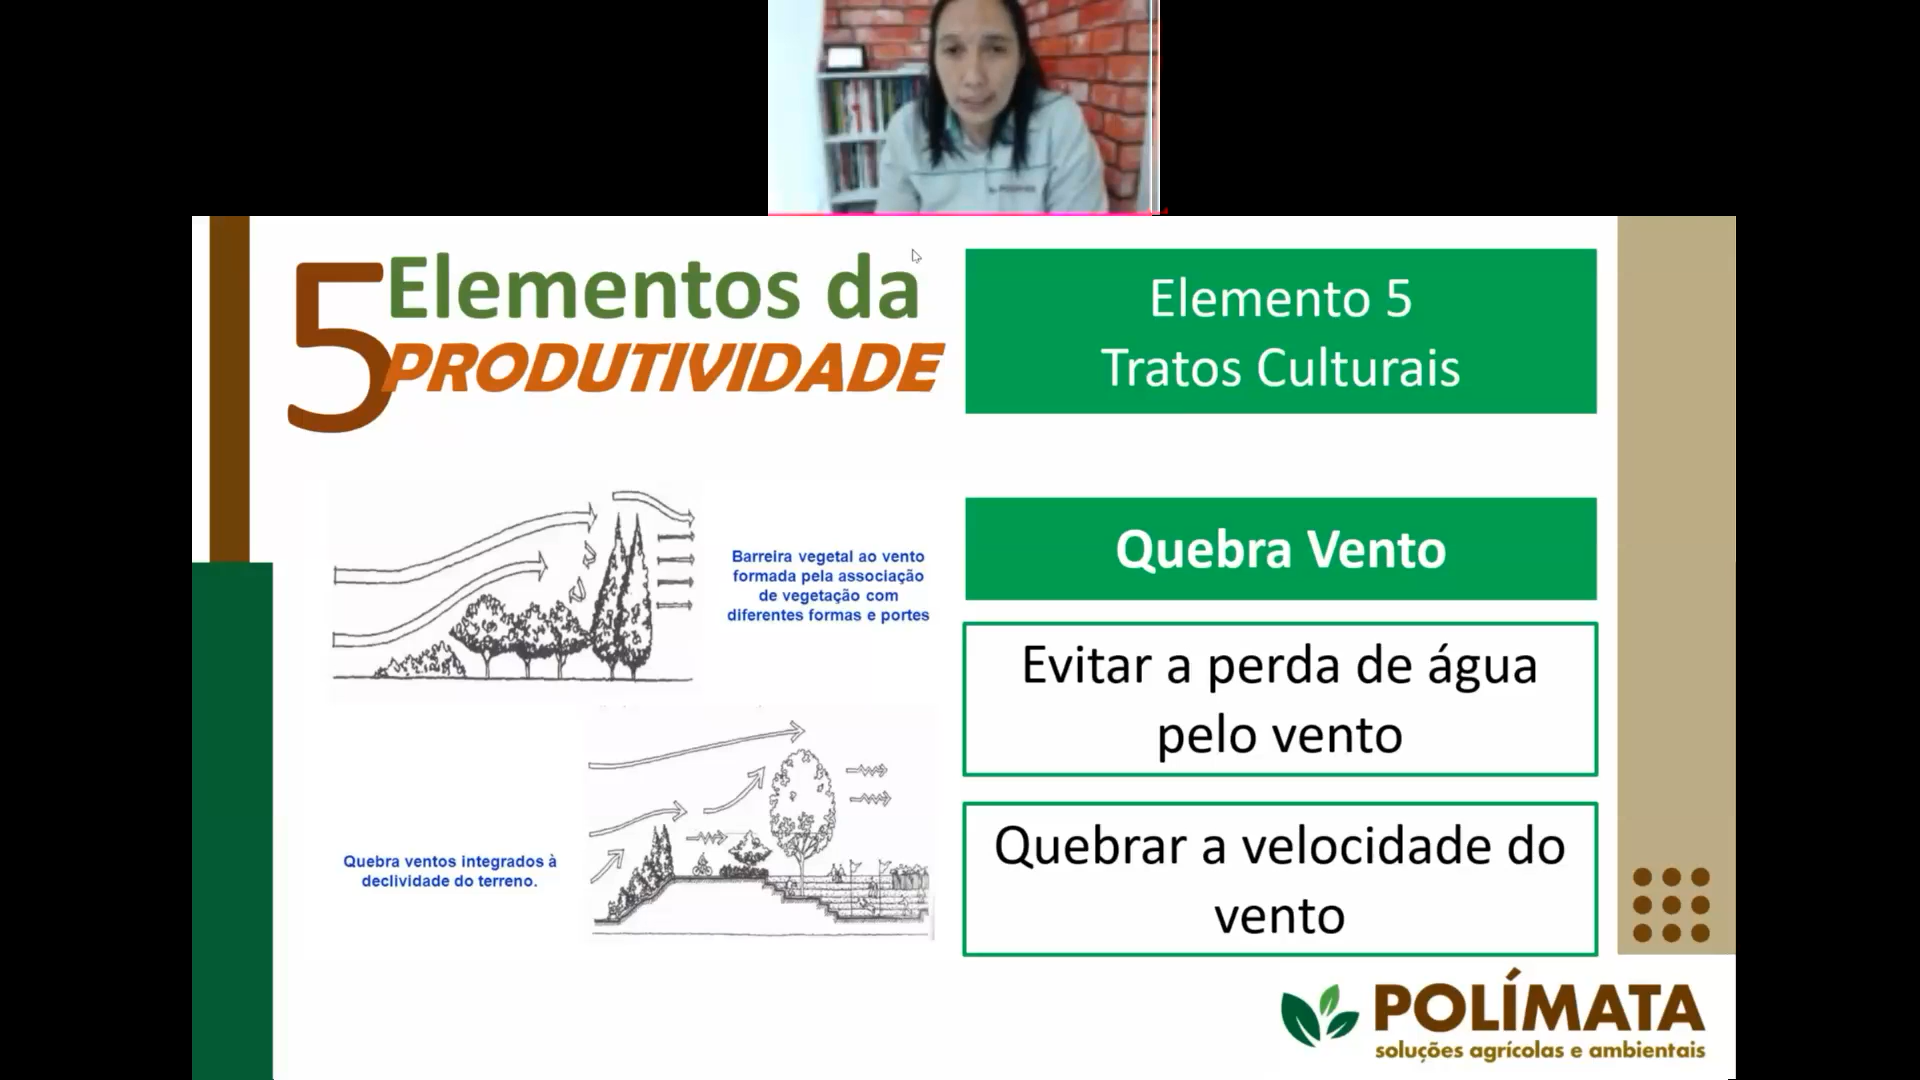 5 Elementos da
PRODUTIVIDADE
Elemento 5
Tratos Culturais
Barreira vegetal ao vento
formada pela associação
de vegetação com
diferentes formas e portes
Quebra ventos integrados à
declividade do terreno.
Quebra Vento
Evitar a perda de água
pelo vento
Quebrar a velocidade do
vento
POLÍMATA
soluções agrícolas e ambientais